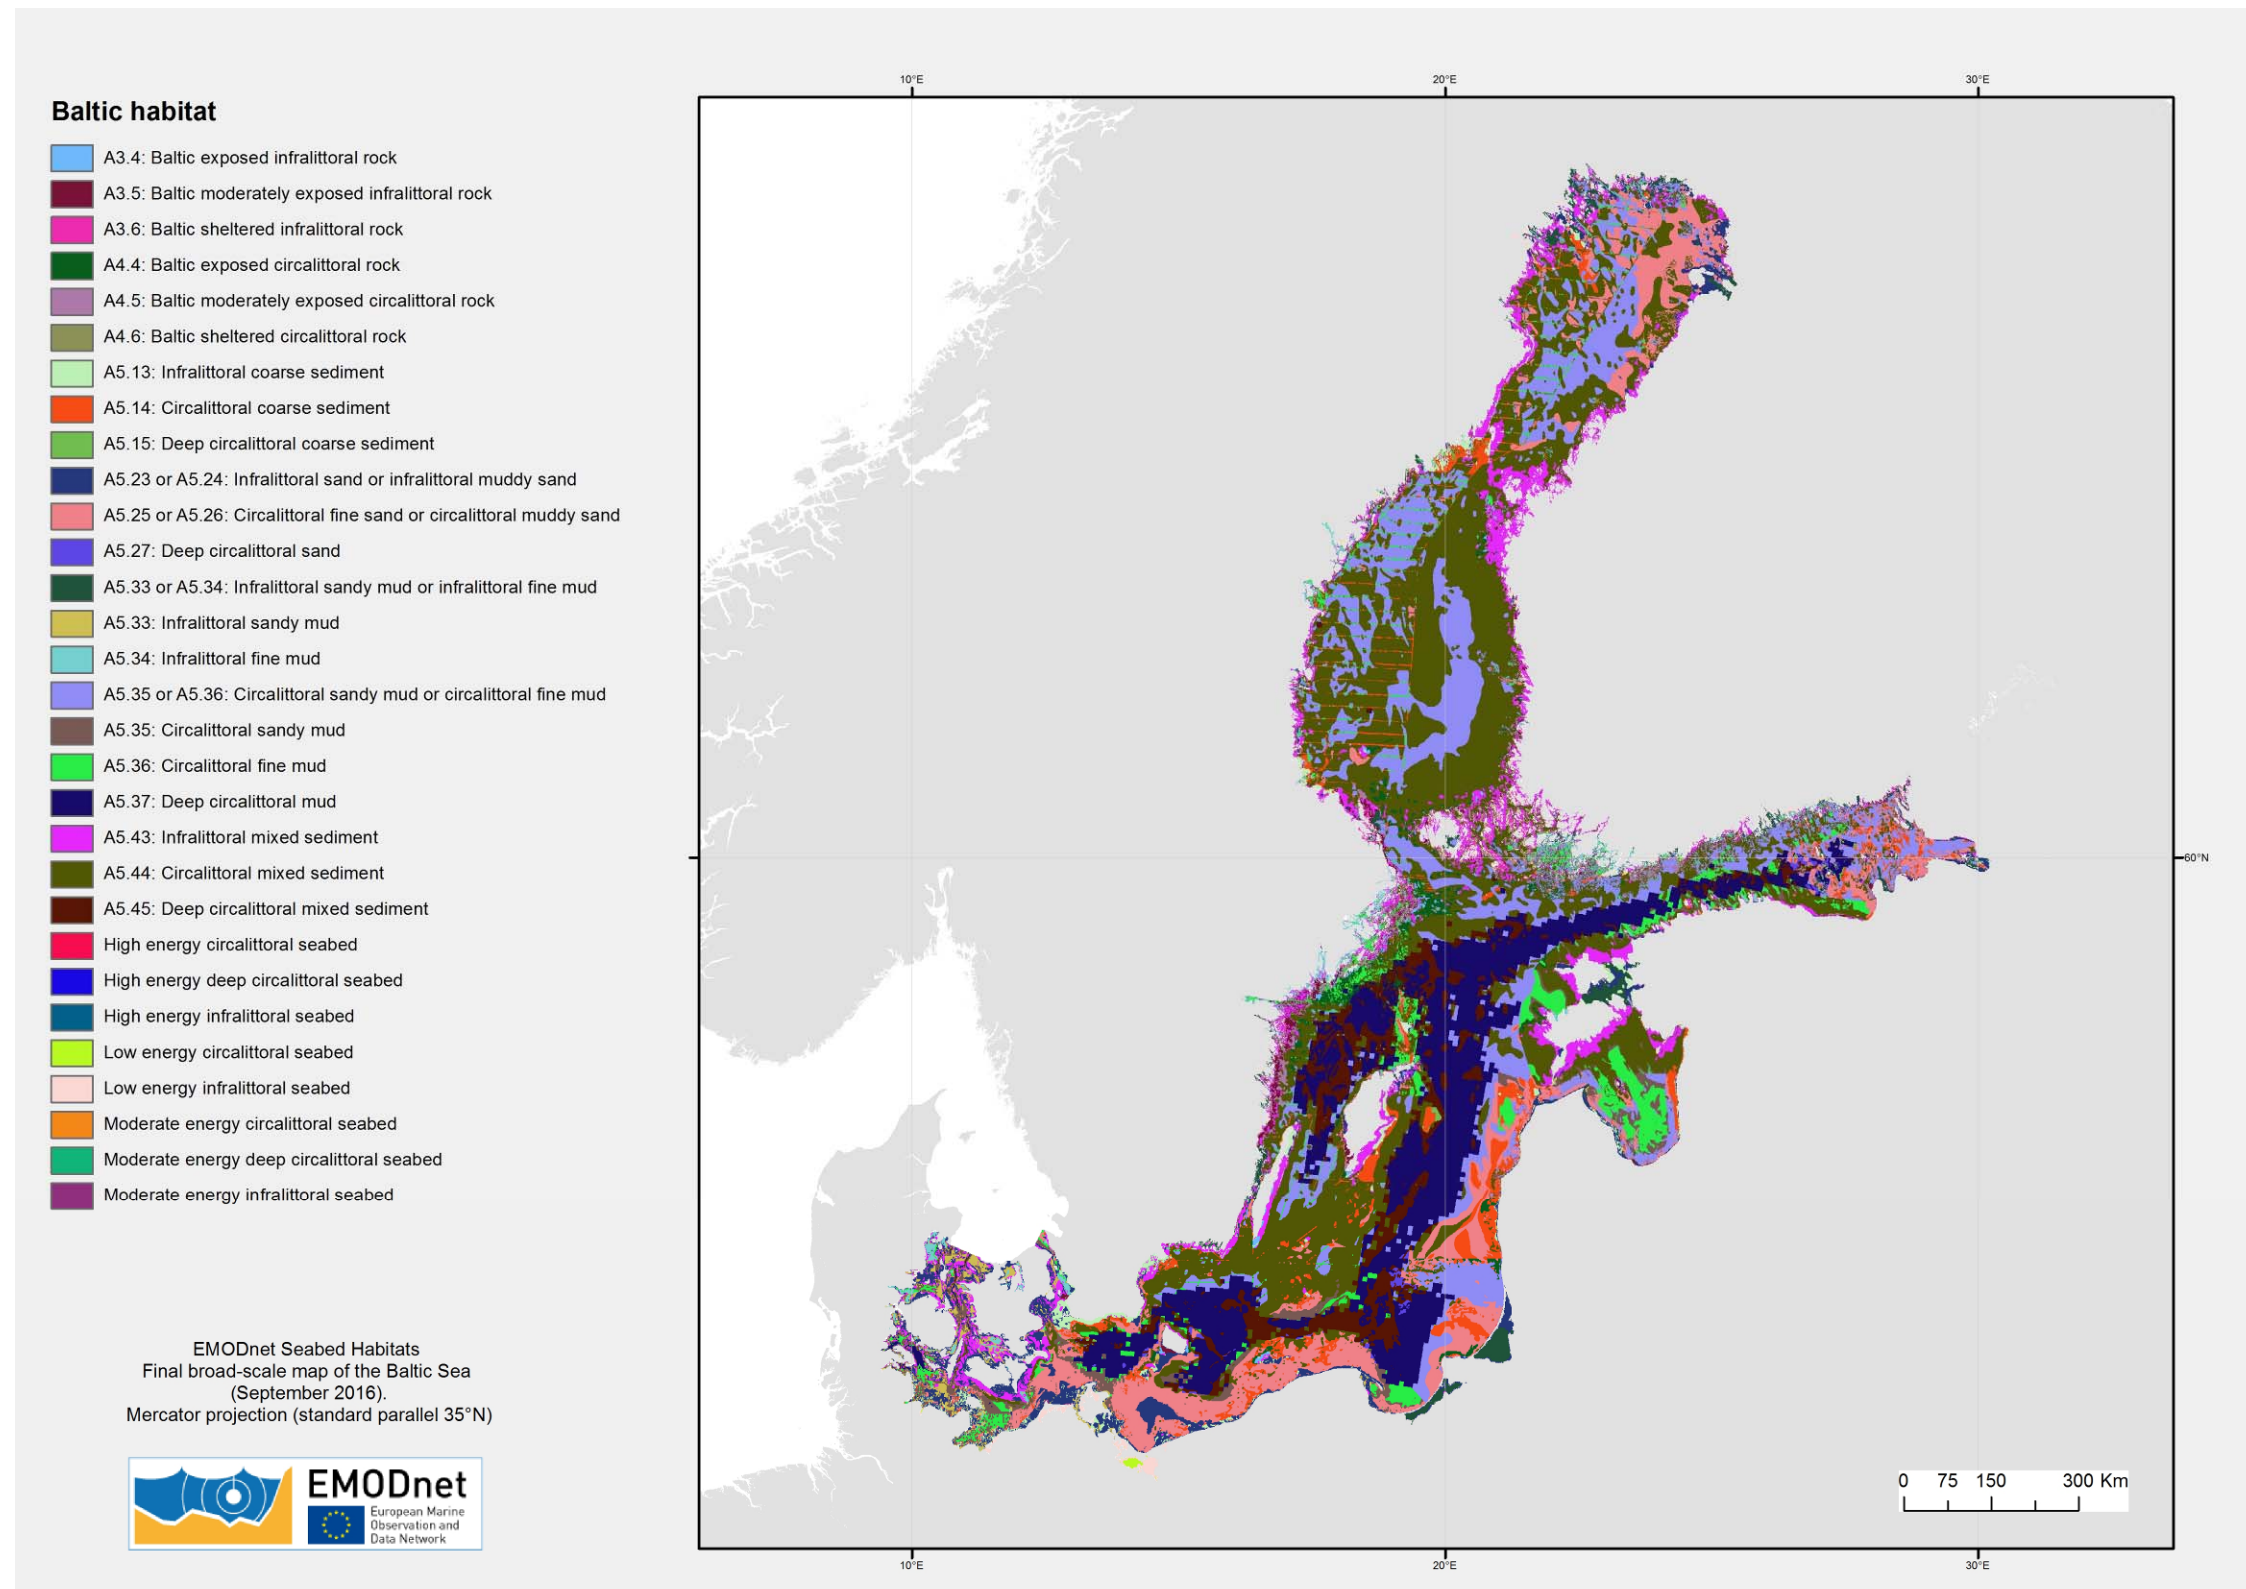 Baltic habitat
A3.4: Baltic exposed infralittoral rock
A3.5: Baltic moderately exposed infralittoral rock
A3.6: Baltic sheltered infralittoral rock
A4.4: Baltic exposed circalittoral rock
A4.5: Baltic moderately exposed circalittoral rock
A4.6: Baltic sheltered circalittoral rock
A5.13: Infralittoral coarse sediment
A5.14: Circalittoral coarse sediment
A5.15: Deep circalittoral coarse sediment
A5.23 or A5.24: Infralittoral sand or infralittoral muddy sand
A5.25 or A5.26: Circalittoral fine sand or circalittoral muddy sand
A5.27: Deep circalittoral sand
A5.33 or A5.34: Infralittoral sandy mud or infralittoral fine mud
A5.33: Infralittoral sandy mud
A5.34: Infralittoral fine mud
A5.35 or A5.36: Circalittoral sandy mud or circalittoral fine mud
A5.35: Circalittoral sandy mud
A5.36: Circalittoral fine mud
A5.37: Deep circalittoral mud
A5.43: Infralittoral mixed sediment
A5.44: Circalittoral mixed sediment
A5.45: Deep circalittoral mixed sediment
High energy circalittoral seabed
High energy deep circalittoral seabed
High energy infralittoral seabed
Low energy circalittoral seabed
Low energy infralittoral seabed
Moderate energy circalittoral seabed
Moderate energy deep circalittoral seabed
Moderate energy infralittoral seabed
EMODnet Seabed Habitats
Final broad-scale map of the Baltic Sea
(September 2016).
Mercator projection (standard parallel 35°N)
EMODnet
European Marine
Observation and
Data Network
10°E 20°E 30°E
60°N
0 75 150 300 Km
10°E 20°E 30°E